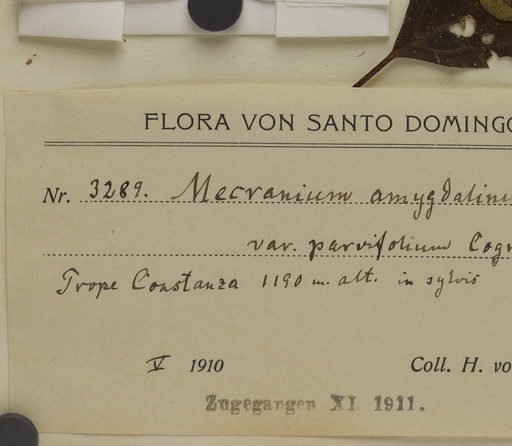 FLORA VON SANTO DOMINGO
Nr. 3289. Mecranium amygdalinu
var. parvifolium Cogn
Prope Constanza 1190 m. alt. in sylvis
V 1910 Coll. H. vo
Zugegangen XI. 1911.